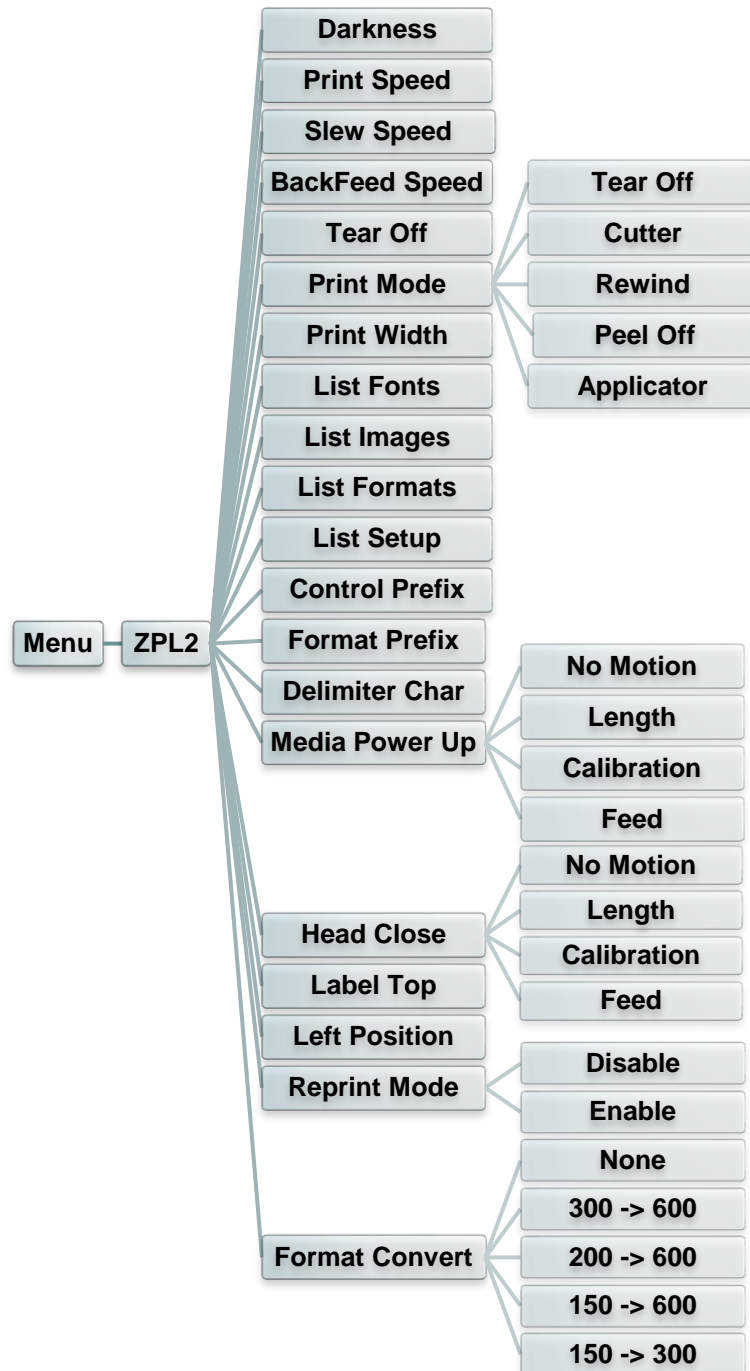 Menu
ZPL2
Darkness
Print Speed
Slew Speed
BackFeed Speed
Tear Off
Print Mode
Tear Off
Cutter
Rewind
Peel Off
Applicator
Print Width
List Fonts
List Images
List Formats
List Setup
Control Prefix
Format Prefix
Delimiter Char
Media Power Up
No Motion
Length
Calibration
Feed
Head Close
No Motion
Length
Calibration
Feed
Label Top
Left Position
Reprint Mode
Disable
Enable
Format Convert
None
300 -> 600
200 -> 600
150 -> 600
150 -> 300